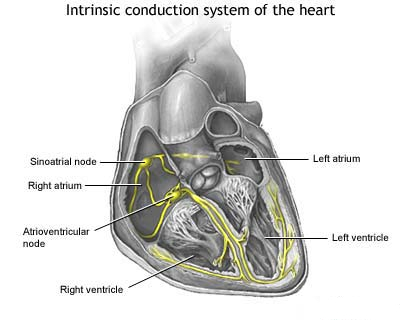 Intrinsic conduction system of the heart
Sinoatrial node
Left atrium
Right atrium
Atrioventricular
node
Left ventricle
Right ventricle